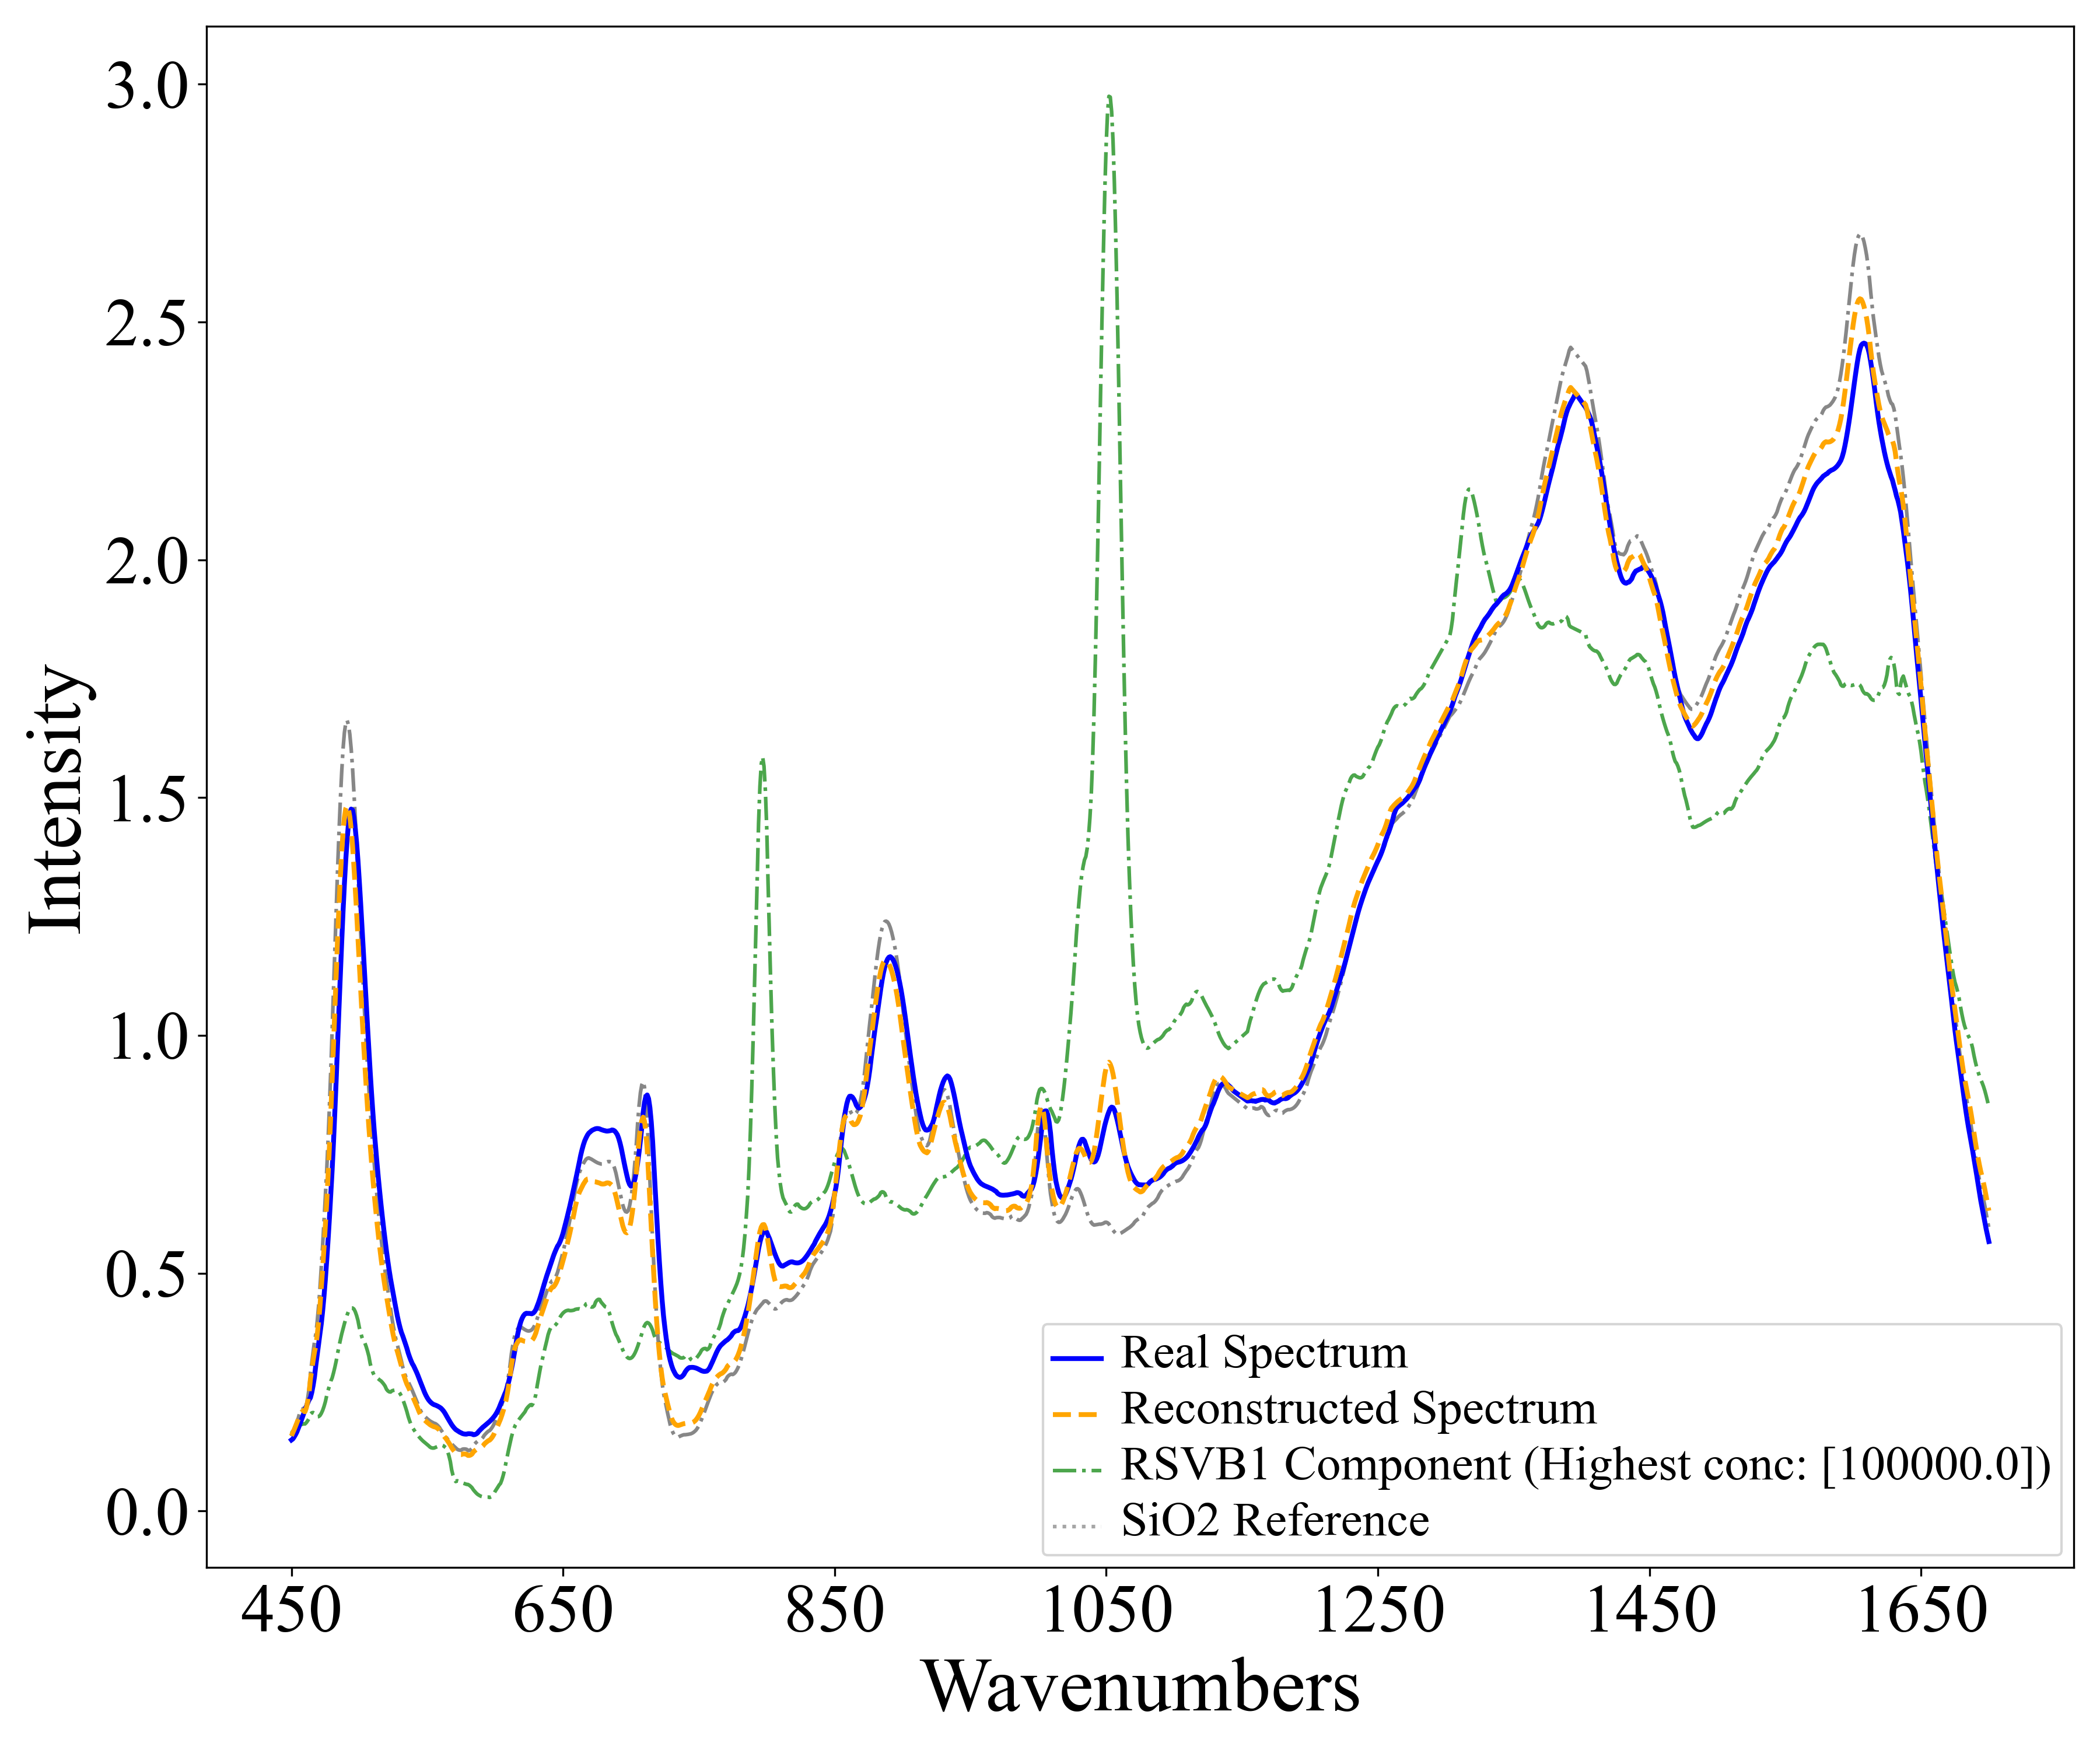 3.0
2.5
2.0
1.5
1.0
0.5
0.0
Intensity
450 650 850 1050 1250 1450 1650
Wavenumbers
Real Spectrum
Reconstructed Spectrum
RSVB1 Component (Highest conc: [100000.0])
SiO2 Reference